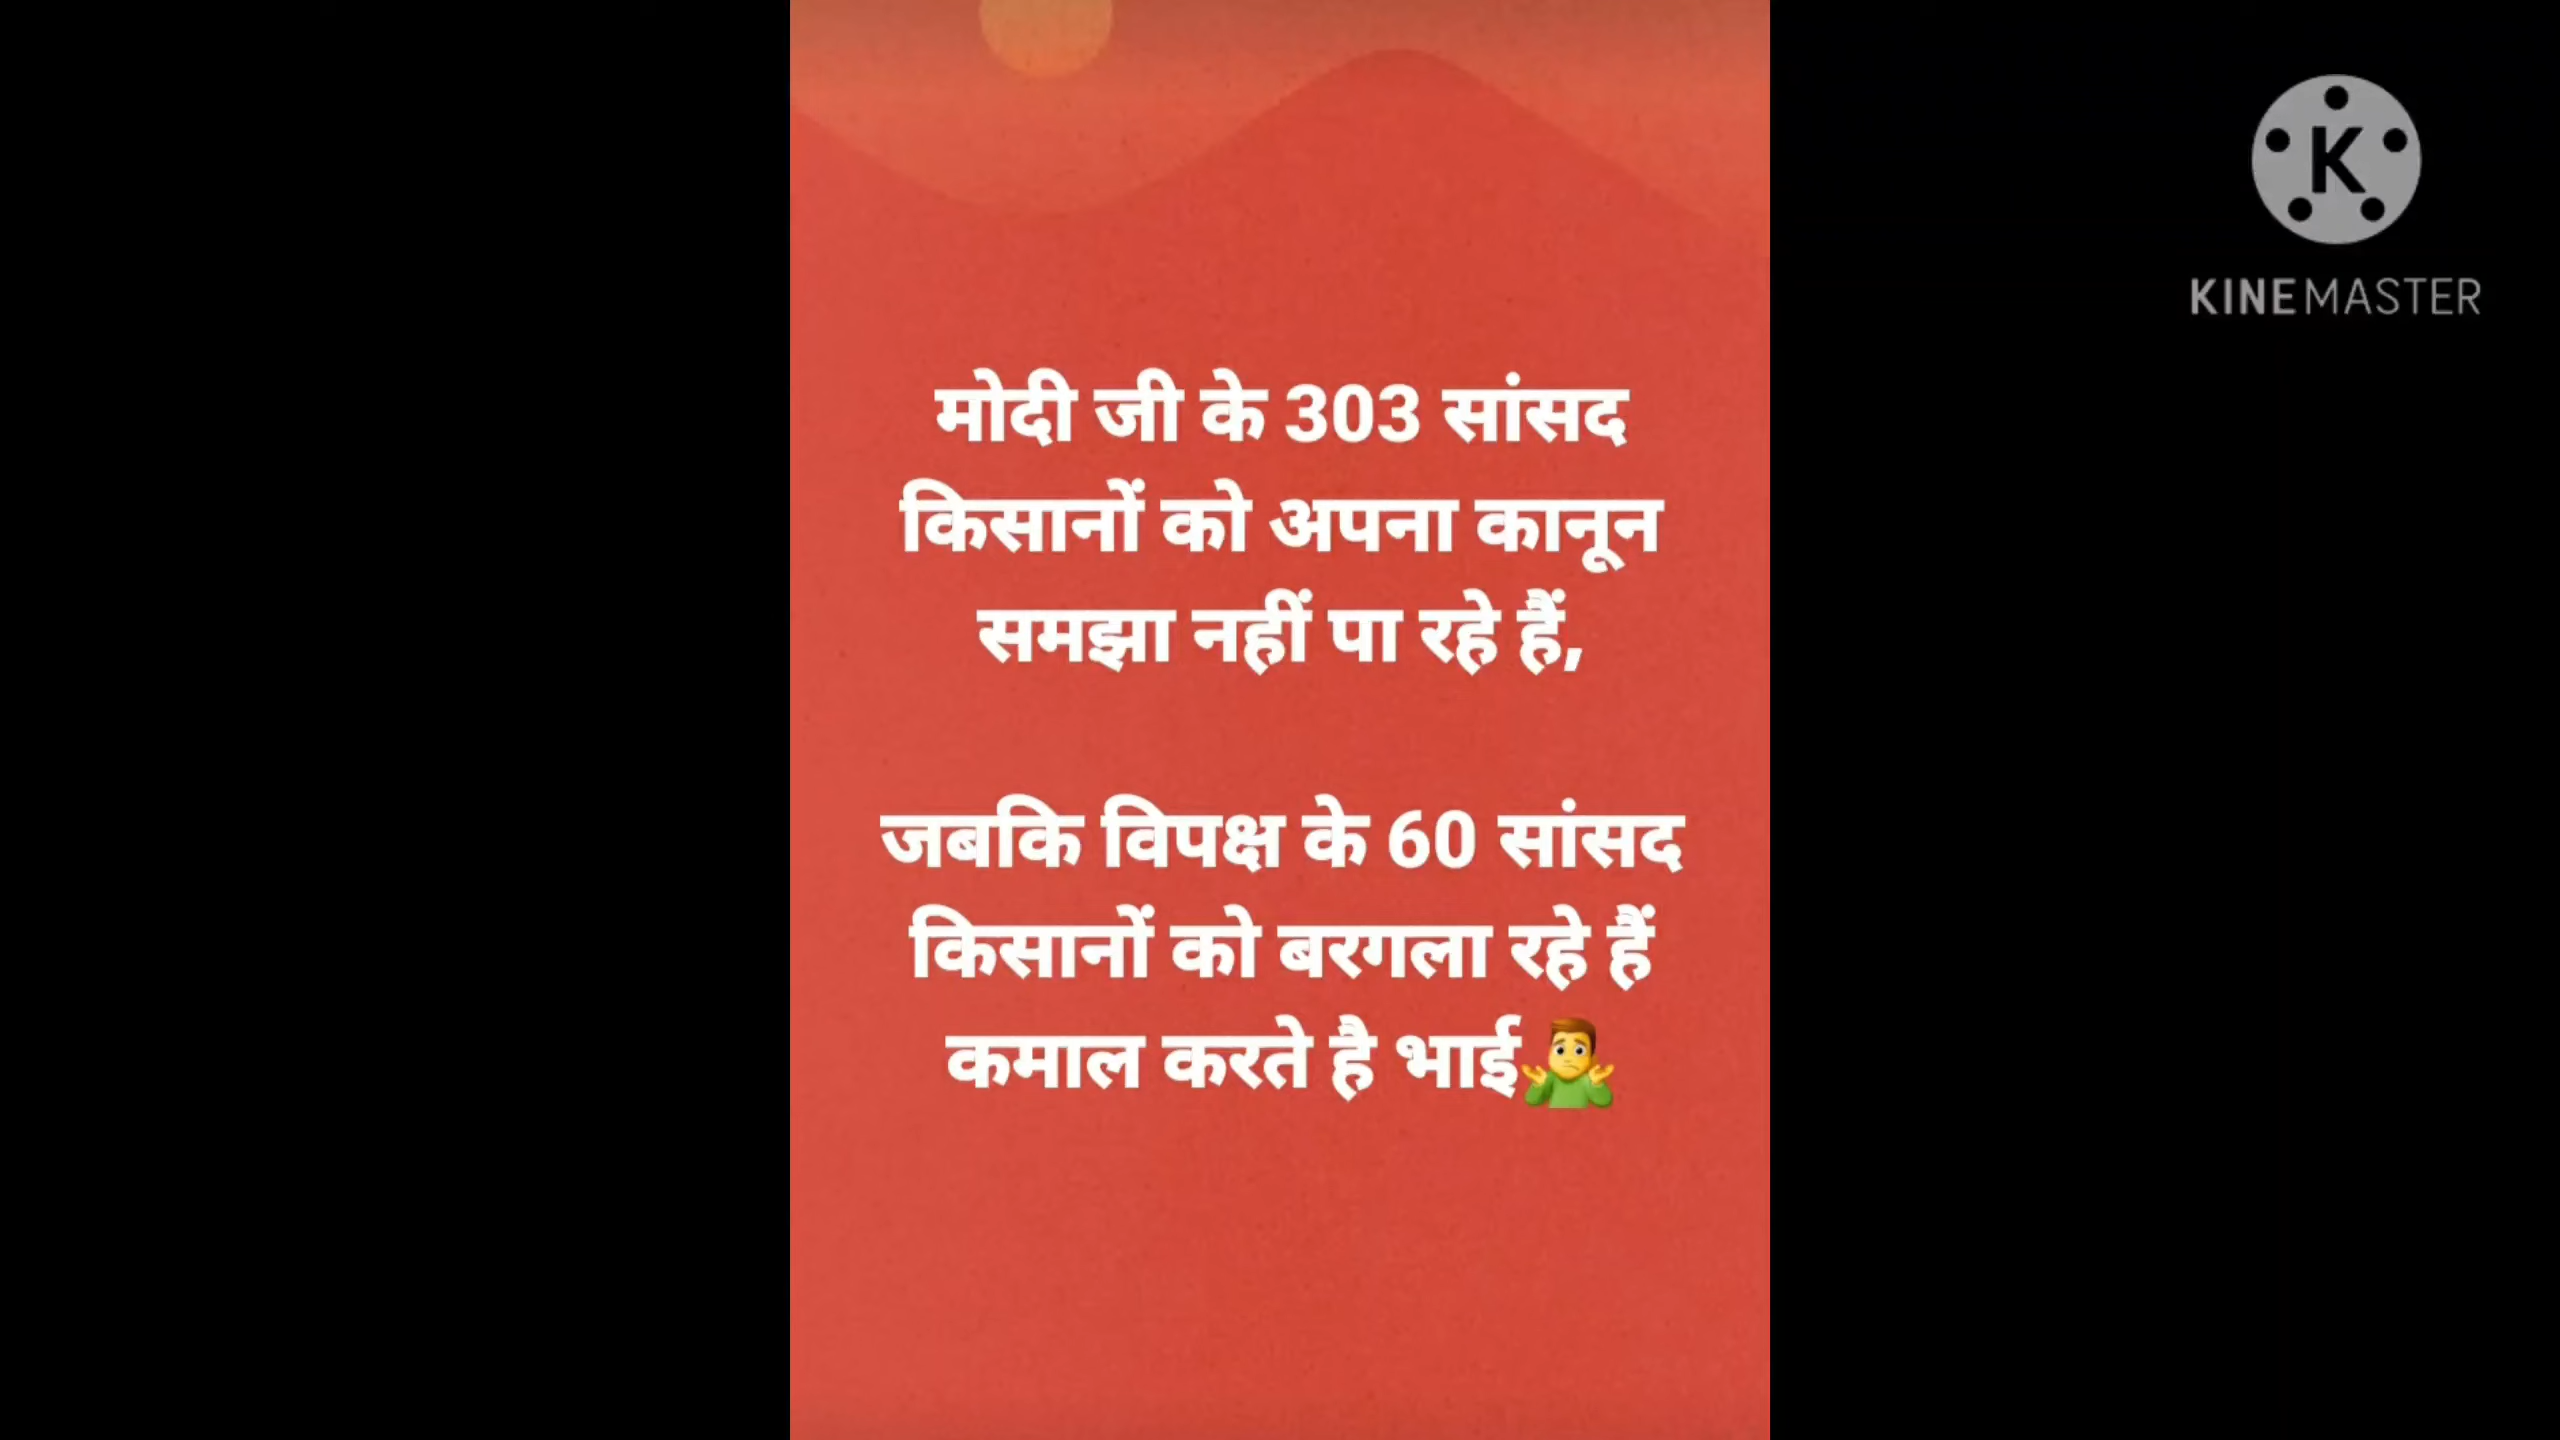 मोदी जी के 303 सांसद
किसानों को अपना कानून
समझा नहीं पा रहे हैं,
जबकि विपक्ष के 60 सांसद
किसानों को बरगला रहे हैं
कमाल करते है भाई🤷‍♂️
K
KINEMASTER